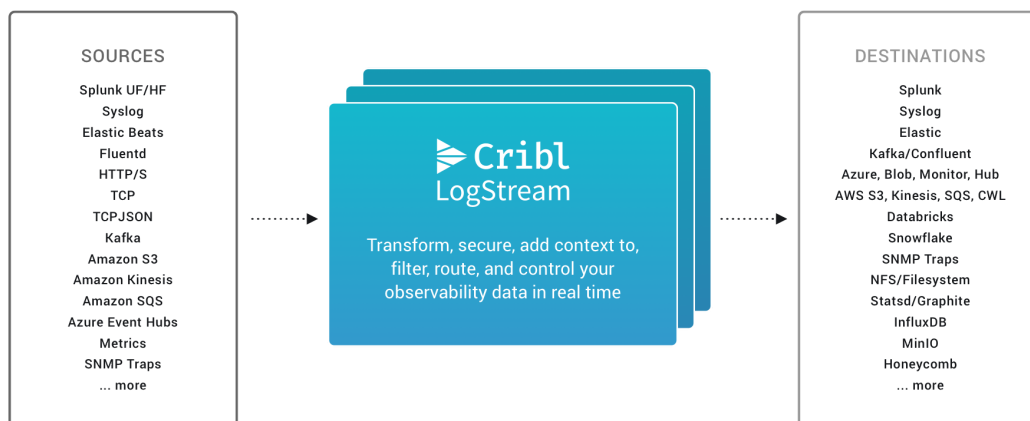 SOURCES
Splunk UF/HF
Syslog
Elastic Beats
Fluentd
HTTP/S
TCP
TCPJSON
Kafka
Amazon S3
Amazon Kinesis
Amazon SQS
Azure Event Hubs
Metrics
SNMP Traps
... more
Cribl
LogStream
Transform, secure, add context to,
filter, route, and control your
observability data in real time
DESTINATIONS
Splunk
Syslog
Elastic
Kafka/Confluent
Azure, Blob, Monitor, Hub
AWS S3, Kinesis, SQS, CWL
Databricks
Snowflake
SNMP Traps
NFS/Filesystem
Statsd/Graphite
InfluxDB
MinIO
Honeycomb
... more